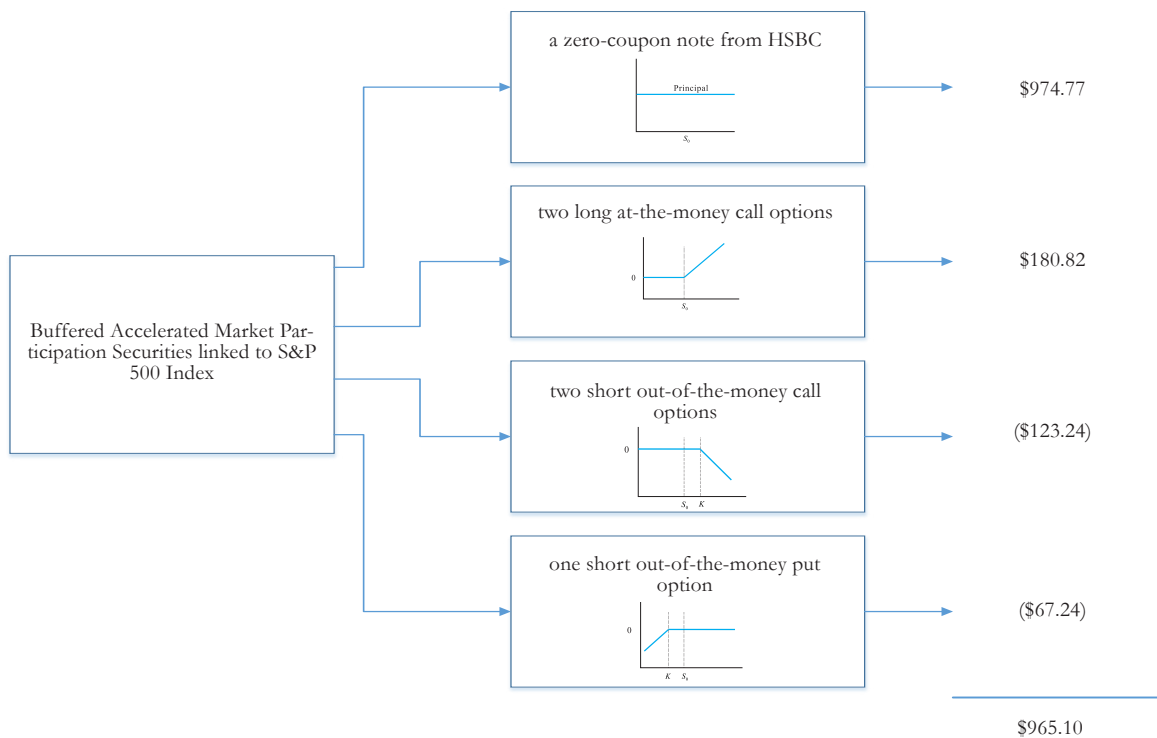 a zero-coupon note from HSBC
Principal
S₀
$974.77
two long at-the-money call options
0
S₀
$180.82
Buffered Accelerated Market Par-
ticipation Securities linked to S&P
500 Index
two short out-of-the-money call
options
0
S₀ K
($123.24)
one short out-of-the-money put
option
0
K S₀
($67.24)
$965.10